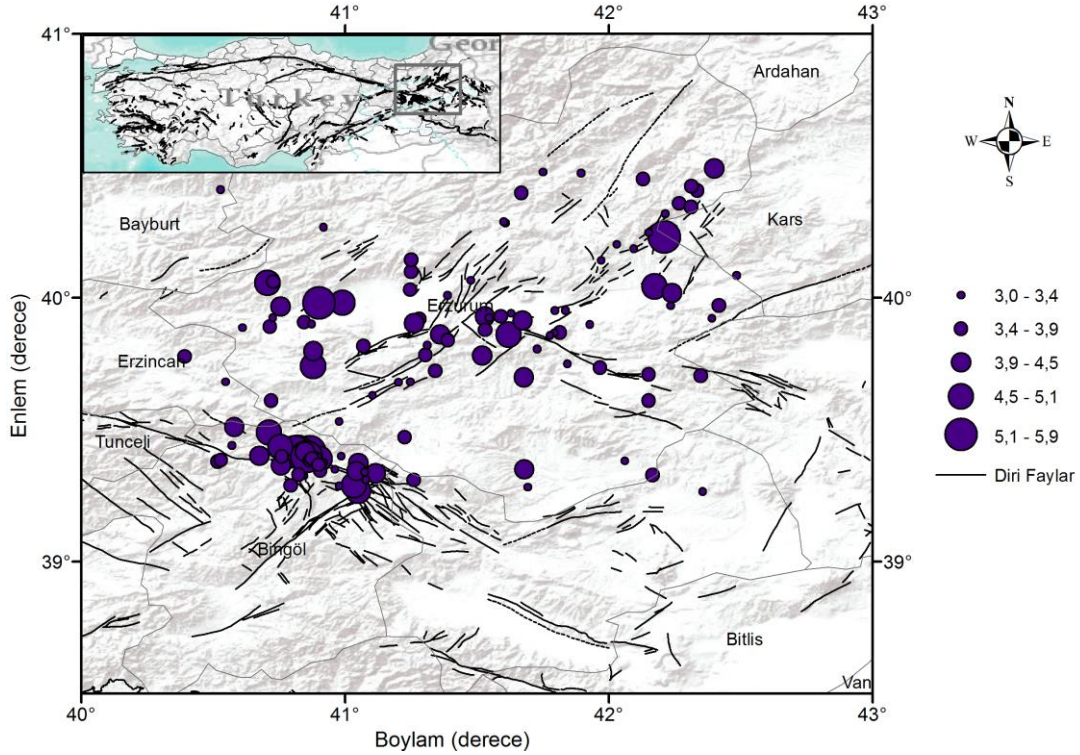 41° 42° 43°
41°
Geor
Turkey
Ardahan
N
W E
S
Bayburt
Kars
40° 40°
Erzurum
Erzincan
3,0 - 3,4
3,4 - 3,9
3,9 - 4,5
4,5 - 5,1
5,1 - 5,9
Diri Faylar
Enlem (derece)
Tunceli
39° 39°
Bingöl
Bitlis
Van
40° 41° 42° 43°
Boylam (derece)